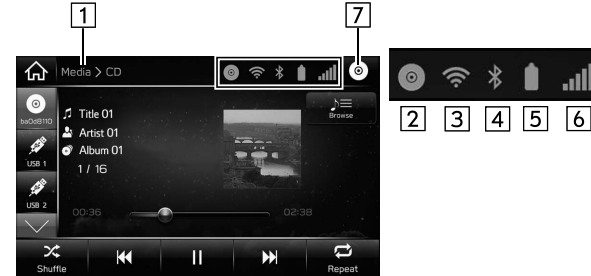 1
7
Media > CD
baOd8110
Title 01
Artist 01
Album 01
1 / 16
Browse
USB 1
USB 2
00:36
02:38
Shuffle
Repeat
2
3
4
5
6